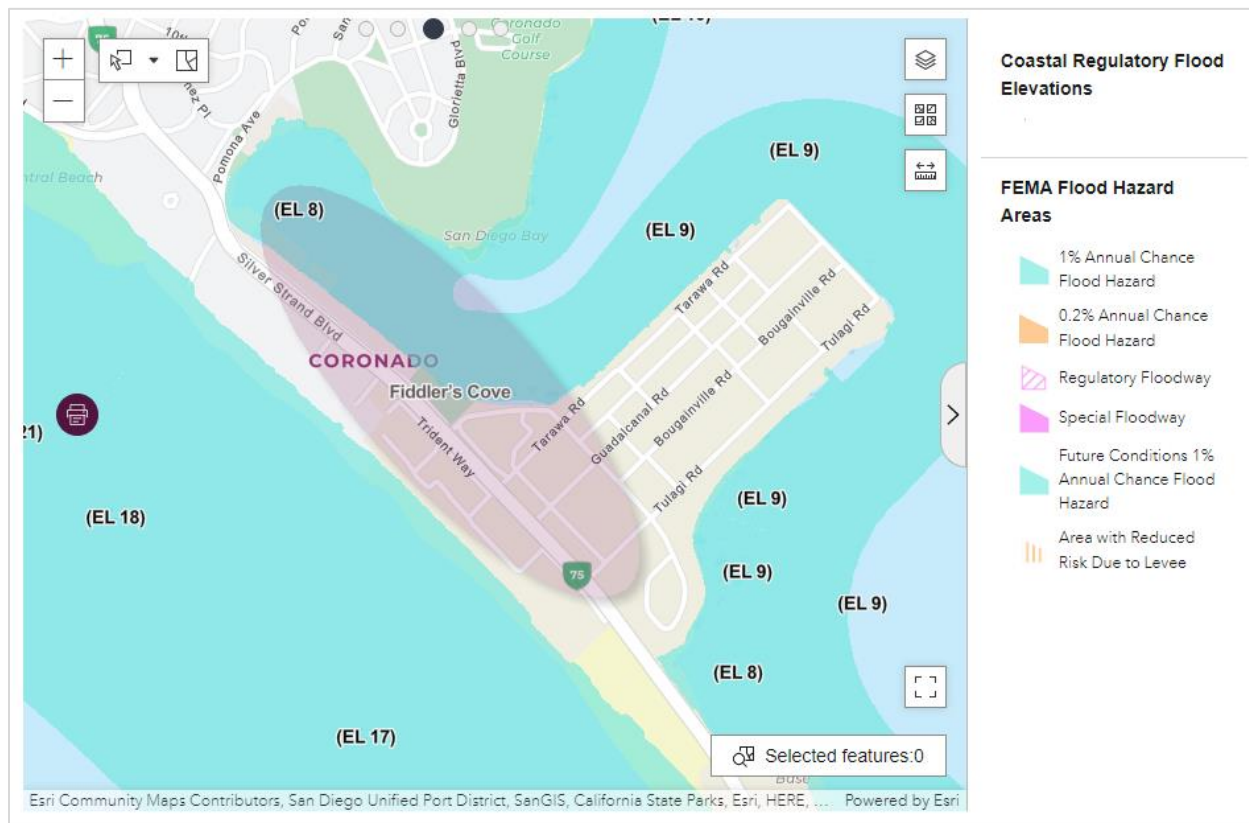 75
10th
Coronado
Golf
Course
Glorietta Blvd
Pomona Ave
(EL 9)
(EL 8)
(EL 9)
San Diego Bay
Silver Strand Blvd
Tarawa Rd
Bougainville Rd
Tulagi Rd
CORONADO
Fiddler's Cove
Trident Way
Tarawa Rd
Guadalcanal Rd
Bougainville Rd
Tulagi Rd
21)
(EL 18)
(EL 9)
(EL 9)
75
(EL 9)
(EL 8)
(EL 17)
Selected features:0
Base
Esri Community Maps Contributors, San Diego Unified Port District, SanGIS, California State Parks, Esri, HERE, ...
Powered by Esri
Coastal Regulatory Flood
Elevations
FEMA Flood Hazard
Areas
1% Annual Chance
Flood Hazard
0.2% Annual Chance
Flood Hazard
Regulatory Floodway
Special Floodway
Future Conditions 1%
Annual Chance Flood
Hazard
Area with Reduced
Risk Due to Levee